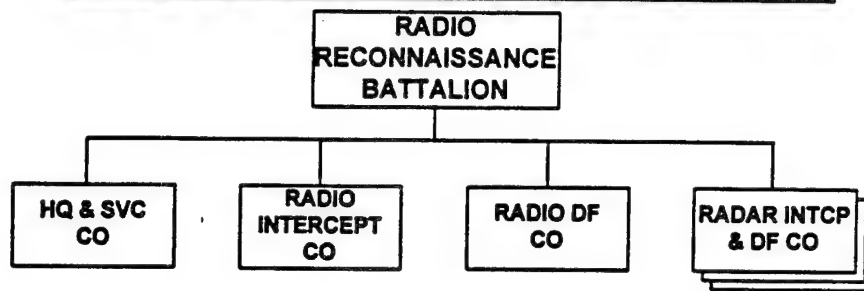 RADIO
RECONNAISSANCE
BATTALION
HQ & SVC
CO
RADIO
INTERCEPT
CO
RADIO DF
CO
RADAR INTCP
& DF CO